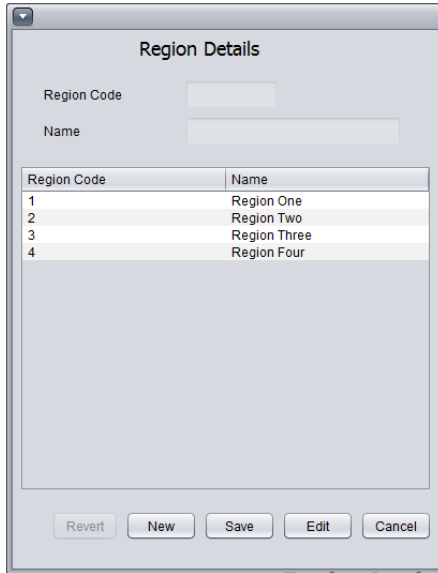 Region Details
Region Code
Name
Region Code Name
1 Region One
2 Region Two
3 Region Three
4 Region Four
Revert New Save Edit Cancel